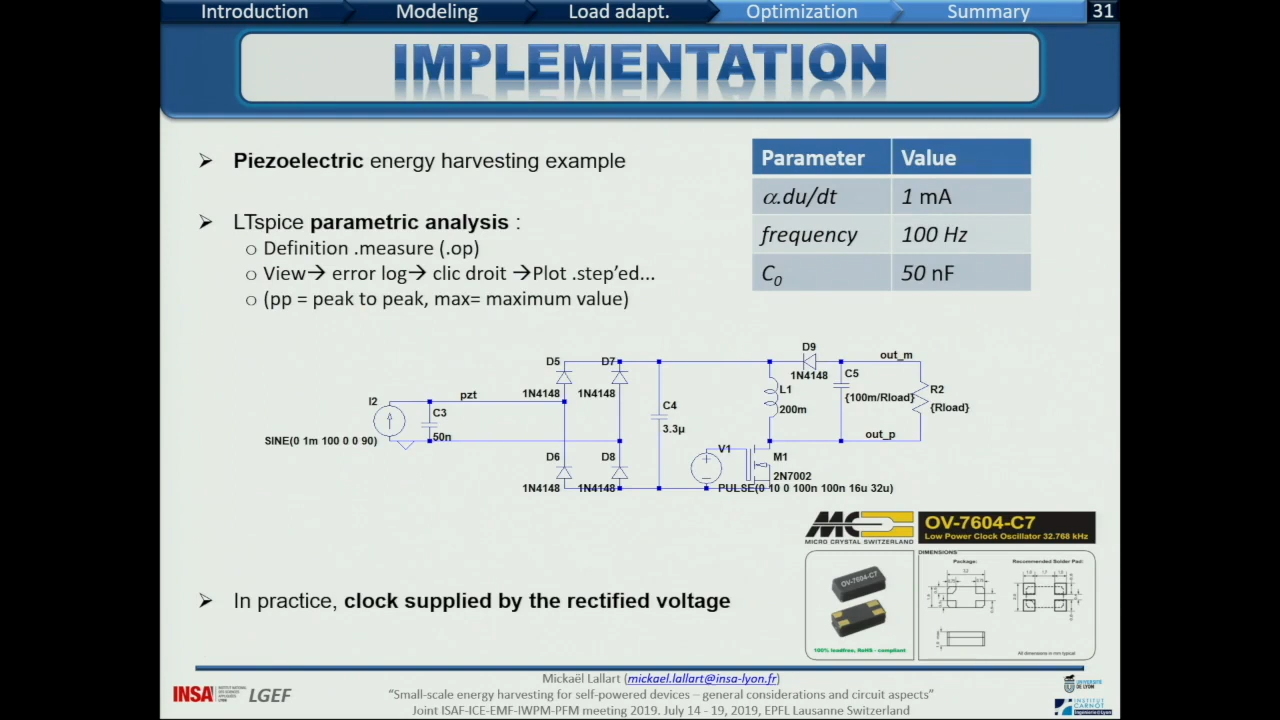 Introduction Modeling Load adapt. Optimization Summary 31
IMPLEMENTATION
Piezoelectric energy harvesting example
Parameter Value
α.du/dt 1 mA
frequency 100 Hz
C0 50 nF
LTspice parametric analysis :
Definition .measure (.op)
View→ error log→ clic droit →Plot .step'ed...
(pp = peak to peak, max= maximum value)
D9
D5 D7 out_m
1N4148 C5
1N4148 1N4148 L1 R2
I2 pzt {100m/Rload}
C4 200m {Rload}
C3
3.3µ
SINE(0 1m 100 0 0 90) 50n out_p
V1
D6 D8 M1
2N7002
1N4148 1N4148 PULSE(0 10 0 100n 100n 16u 32u)
MC OV-7604-C7
MICRO CRYSTAL SWITZERLAND Low Power Clock Oscillator 32.768 kHz
DIMENSIONS
Package: Recommended Solder Pad:
OV-7604-C7
100% leadfree, RoHS - compliant
All dimensions in mm typical
In practice, clock supplied by the rectified voltage
Mickaël Lallart (mickael.lallart@insa-lyon.fr)
INSA LGEF
"Small-scale energy harvesting for self-powered devices – general considerations and circuit aspects"
Joint ISAF-ICE-EMF-IWPM-PFM meeting 2019. July 14 - 19, 2019, EPFL Lausanne Switzerland
UNIVERSITÉ
DE LYON
INSTITUT
CARNOT